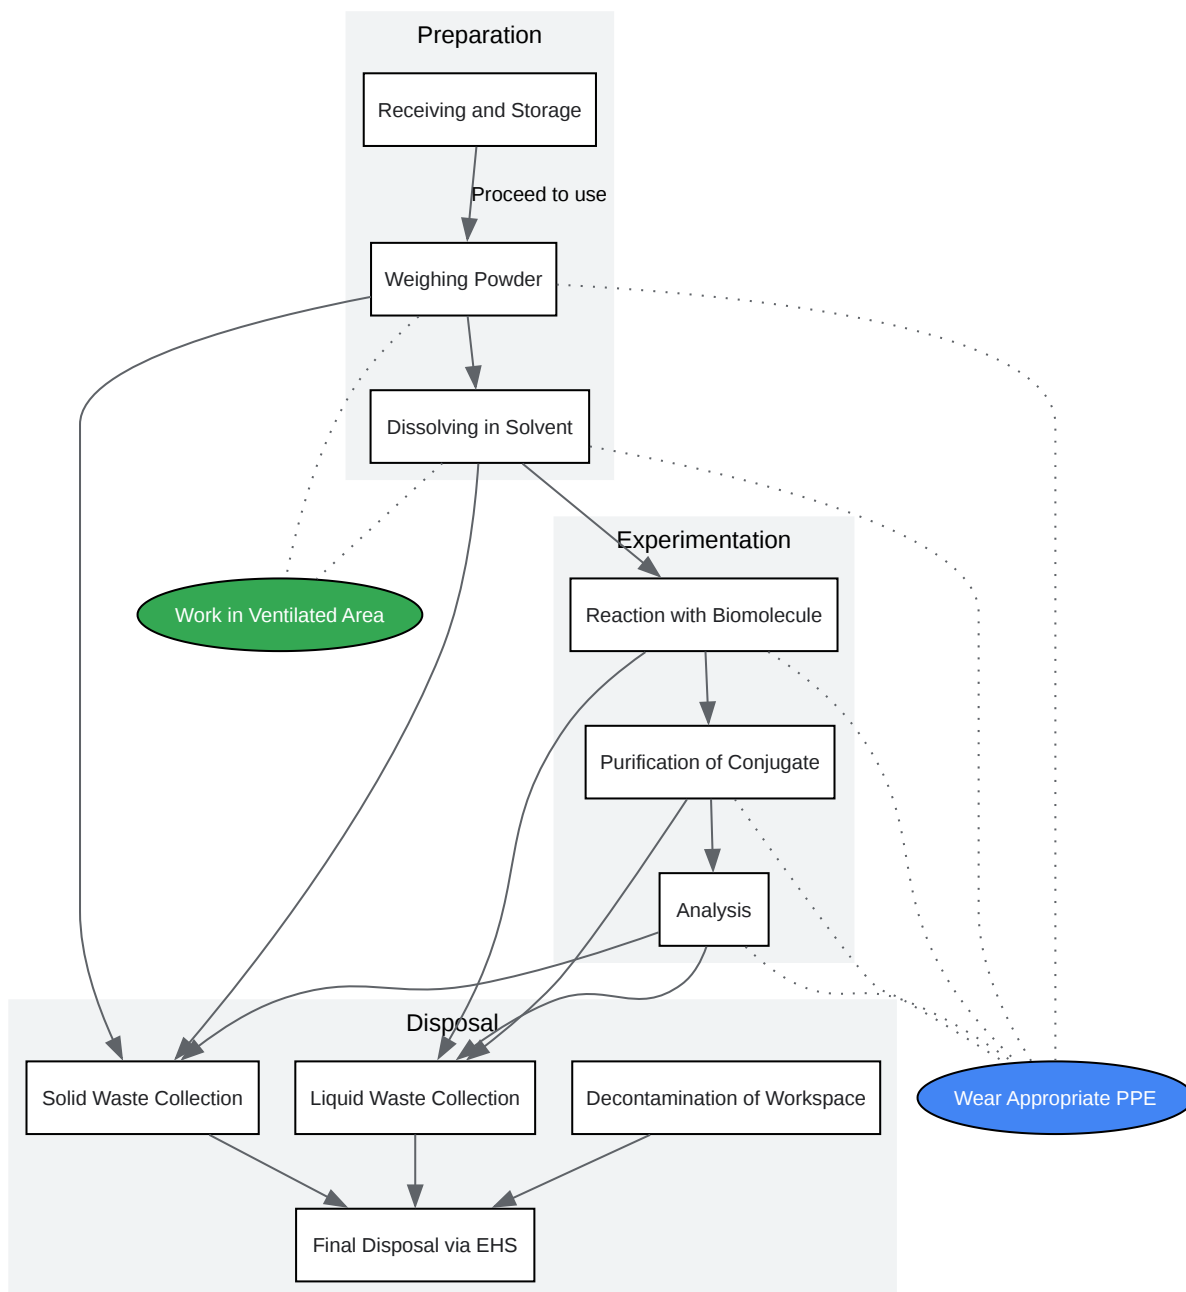 Preparation
Receiving and Storage
Proceed to use
Weighing Powder
Dissolving in Solvent
Experimentation
Work in Ventilated Area
Reaction with Biomolecule
Purification of Conjugate
Analysis
Disposal
Solid Waste Collection
Liquid Waste Collection
Decontamination of Workspace
Wear Appropriate PPE
Final Disposal via EHS